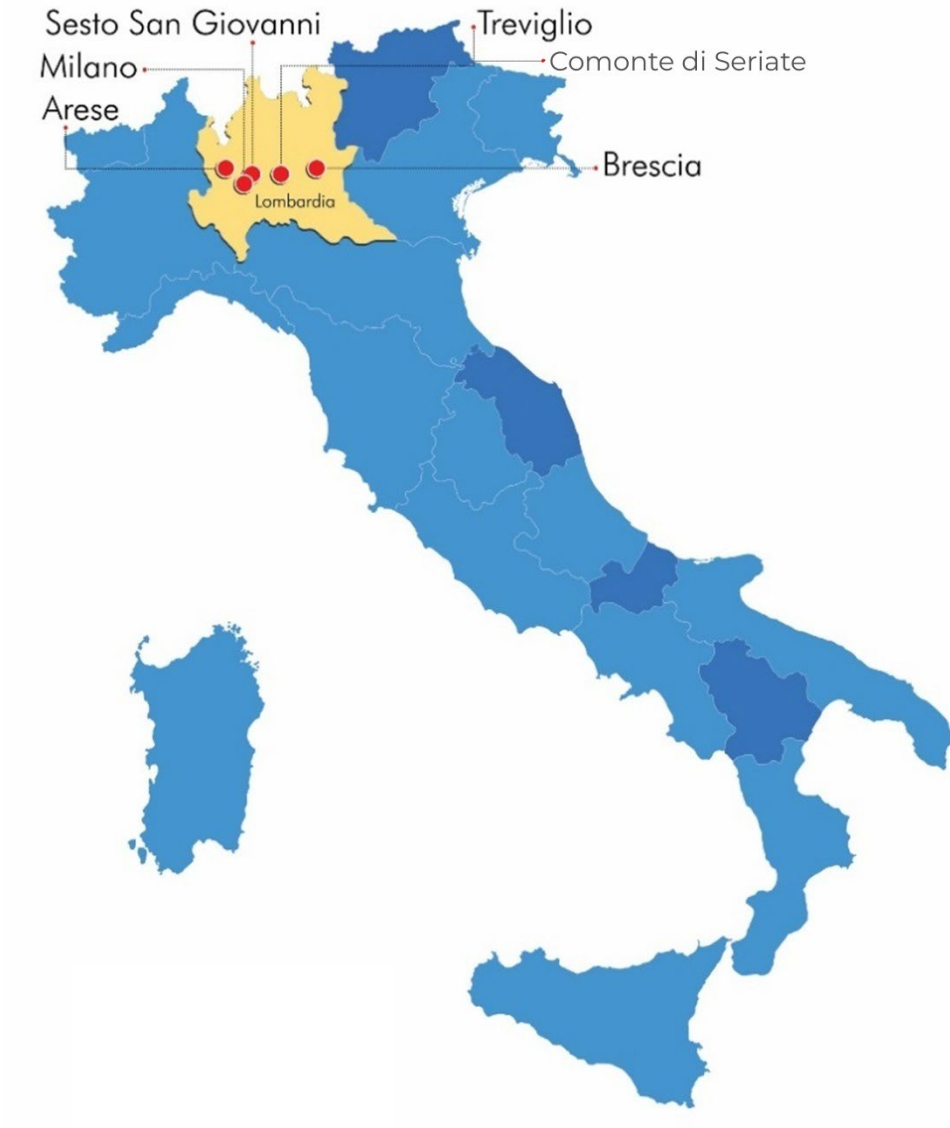 Sesto San Giovanni
Treviglio
Milano
Comonte di Seriate
Arese
Brescia
Lombardia